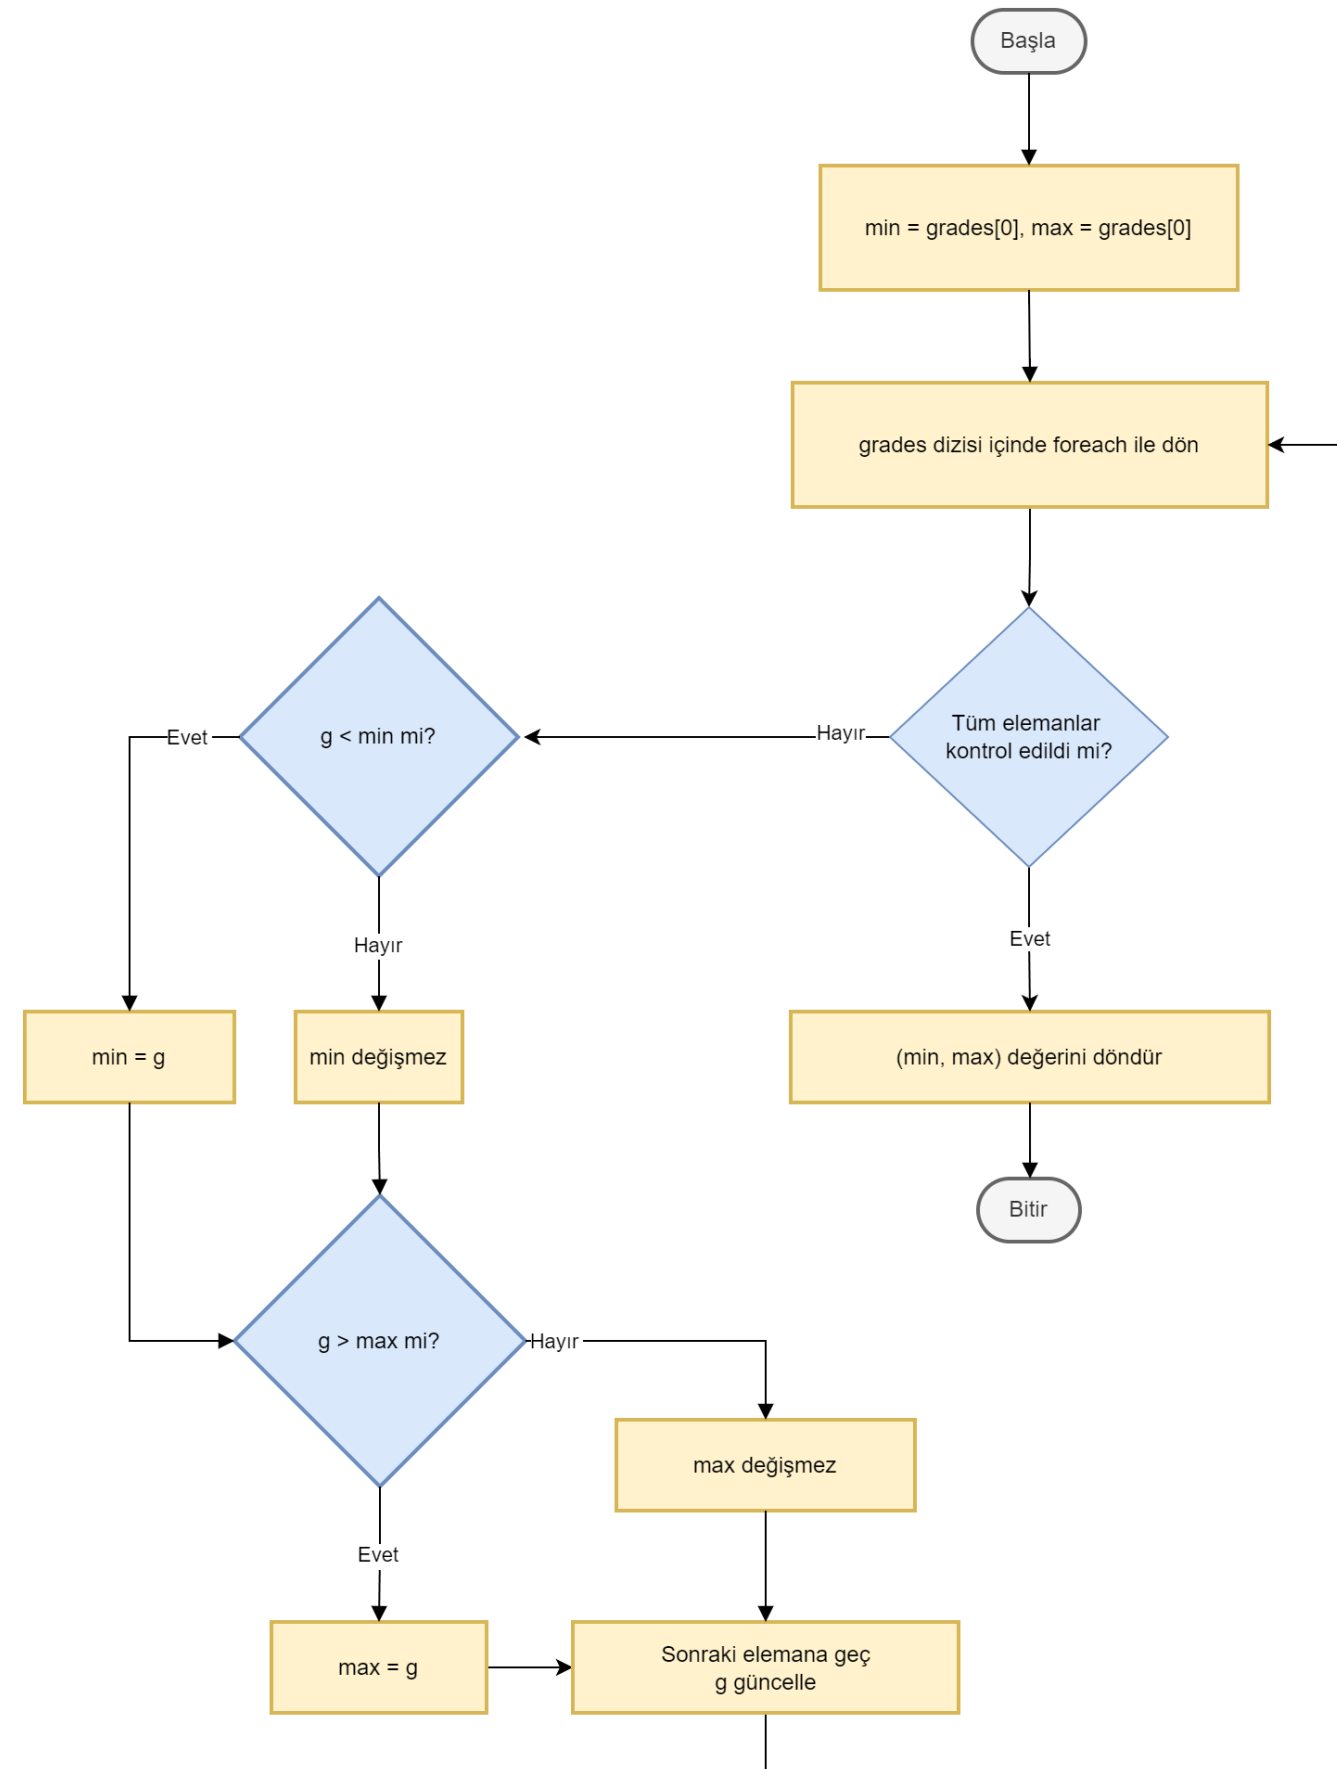 Başla
min = grades[0], max = grades[0]
grades dizisi içinde foreach ile dön
Tüm elemanlar
kontrol edildi mi?
Hayır
g < min mi?
Evet
Hayır
Evet
min = g
min değişmez
(min, max) değerini döndür
Bitir
g > max mi?
Hayır
max değişmez
Evet
max = g
Sonraki elemana geç
g güncelle